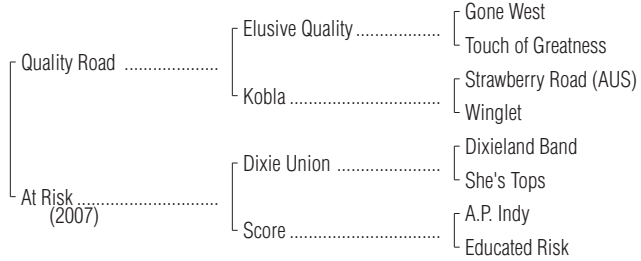 Gone West
Elusive Quality ..................
Touch of Greatness
Quality Road ....................
Strawberry Road (AUS)
Kobla ................................
Winglet
Dixieland Band
Dixie Union ......................
She's Tops
At Risk ..............................
(2007)
A.P. Indy
Score ................................
Educated Risk